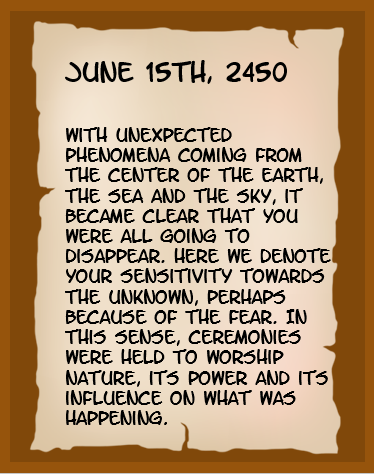 JUNE 15TH, 2450
WITH UNEXPECTED
PHENOMENA COMING FROM
THE CENTER OF THE EARTH,
THE SEA AND THE SKY, IT
BECAME CLEAR THAT YOU
WERE ALL GOING TO
DISAPPEAR. HERE WE DENOTE
YOUR SENSITIVITY TOWARDS
THE UNKNOWN, PERHAPS
BECAUSE OF THE FEAR. IN
THIS SENSE, CEREMONIES
WERE HELD TO WORSHIP
NATURE, ITS POWER AND ITS
INFLUENCE ON WHAT WAS
HAPPENING.